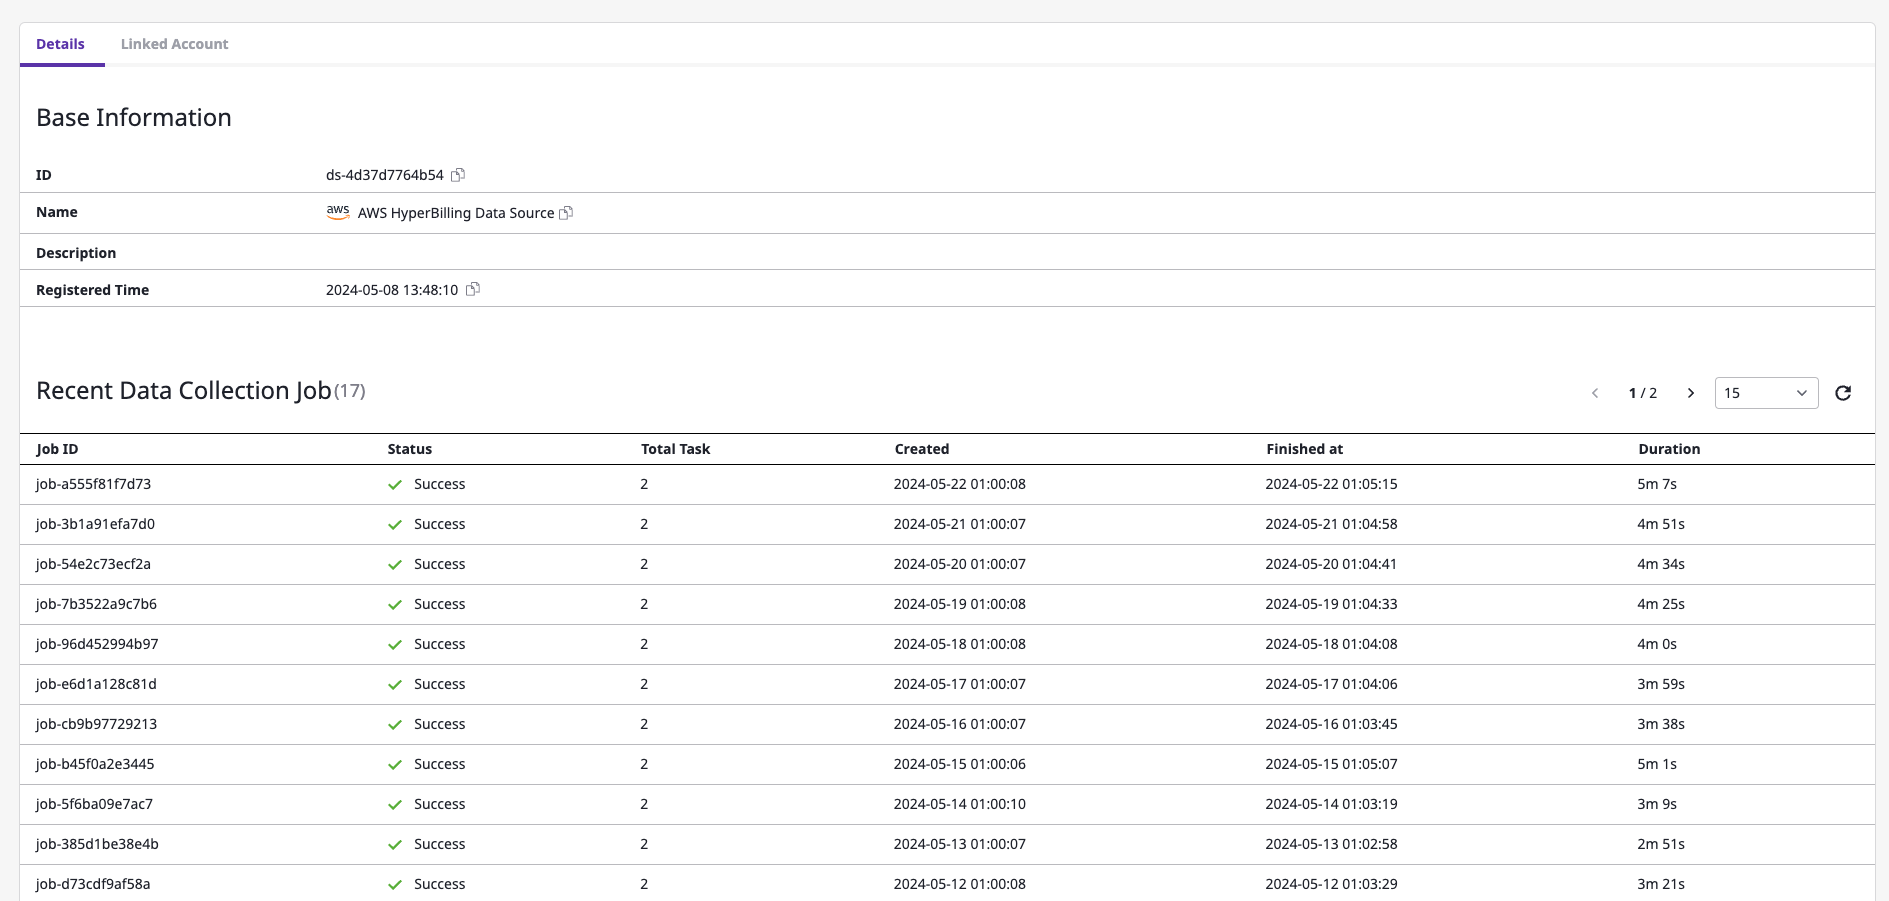 Details Linked Account
Base Information
ID ds-4d37d7764b54
Name aws AWS HyperBilling Data Source
Description
Registered Time 2024-05-08 13:48:10
Recent Data Collection Job (17) 1 / 2 15
Job ID Status Total Task Created Finished at Duration
job-a555f81f7d73 Success 2 2024-05-22 01:00:08 2024-05-22 01:05:15 5m 7s
job-3b1a91efa7d0 Success 2 2024-05-21 01:00:07 2024-05-21 01:04:58 4m 51s
job-54e2c73ecf2a Success 2 2024-05-20 01:00:07 2024-05-20 01:04:41 4m 34s
job-7b3522a9c7b6 Success 2 2024-05-19 01:00:08 2024-05-19 01:04:33 4m 25s
job-96d452994b97 Success 2 2024-05-18 01:00:08 2024-05-18 01:04:08 4m 0s
job-e6d1a128c81d Success 2 2024-05-17 01:00:07 2024-05-17 01:04:06 3m 59s
job-cb9b97729213 Success 2 2024-05-16 01:00:07 2024-05-16 01:03:45 3m 38s
job-b45f0a2e3445 Success 2 2024-05-15 01:00:06 2024-05-15 01:05:07 5m 1s
job-5f6ba09e7ac7 Success 2 2024-05-14 01:00:10 2024-05-14 01:03:19 3m 9s
job-385d1be38e4b Success 2 2024-05-13 01:00:07 2024-05-13 01:02:58 2m 51s
job-d73cdf9af58a Success 2 2024-05-12 01:00:08 2024-05-12 01:03:29 3m 21s